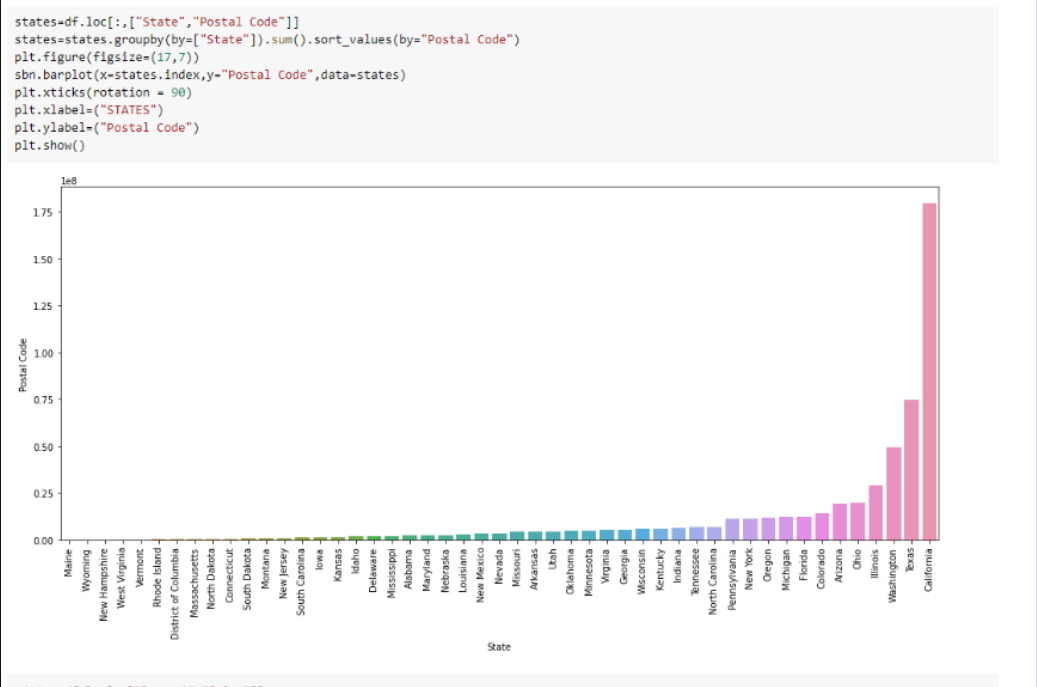 states=df.loc[:,["State","Postal Code"]]
states=states.groupby(by=["State"]).sum().sort_values(by="Postal Code")
plt.figure(figsize=(17,7))
sbn.barplot(x=states.index,y="Postal Code",data=states)
plt.xticks(rotation = 90)
plt.xlabel=("STATES")
plt.ylabel=("Postal Code")
plt.show()
1e8
1.75
1.50
1.25
1.00
0.75
0.50
0.25
0.00
Postal Code
Maine
Wyoming
New Hampshire
West Virginia
Vermont
Rhode Island
District of Columbia
Massachusetts
North Dakota
Connecticut
South Dakota
Montana
New Jersey
South Carolina
Iowa
Kansas
Idaho
Delaware
Mississippi
Alabama
Maryland
Nebraska
Louisiana
New Mexico
Nevada
Missouri
Arkansas
Utah
Oklahoma
Minnesota
Virginia
Georgia
Wisconsin
Kentucky
Indiana
Tennessee
North Carolina
Pennsylvania
New York
Oregon
Michigan
Florida
Colorado
Arizona
Ohio
Illinois
Washington
Texas
California
State